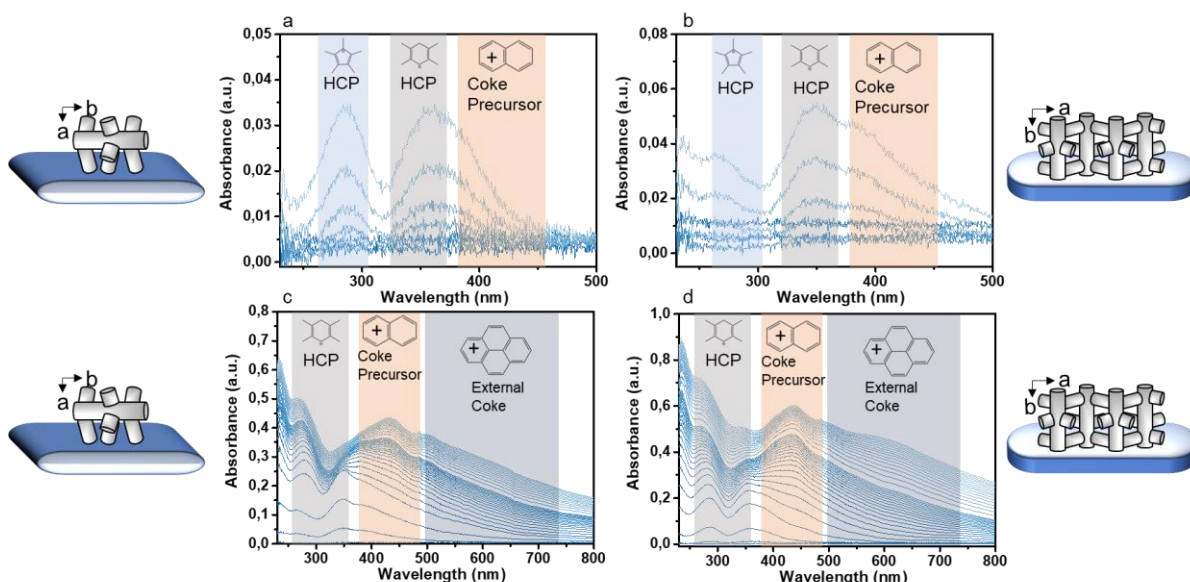 a
0,05
0,04
0,03
0,02
0,01
0,00
Absorbance (a.u.)
HCP
HCP
Coke
Precursor
300
400
500
Wavelength (nm)
b
0,08
0,06
0,04
0,02
0,00
Absorbance (a.u.)
HCP
HCP
Coke
Precursor
300
400
500
Wavelength (nm)
b
a
a
b
c
0,8
0,7
0,6
0,5
0,4
0,3
0,2
0,1
0,0
Absorbance (a.u.)
HCP
Coke
Precursor
External
Coke
300
400
500
600
700
800
Wavelength (nm)
d
1,0
0,8
0,6
0,4
0,2
0,0
Absorbance (a.u.)
HCP
Coke
Precursor
External
Coke
300
400
500
600
700
800
Wavelength (nm)
b
a
a
b